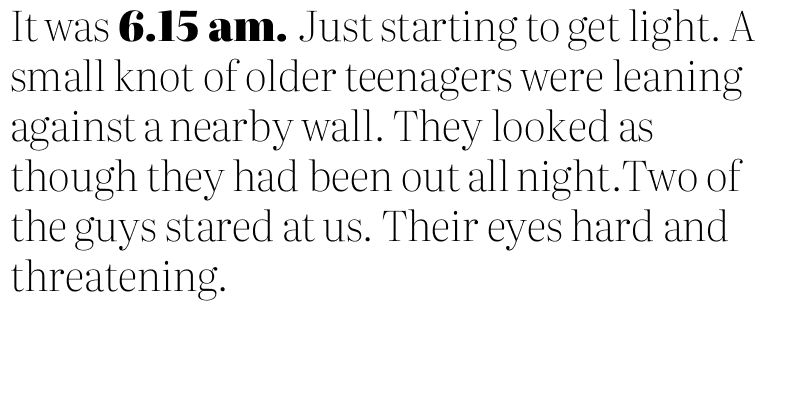 It was 6.15 am. Just starting to get light. A
small knot of older teenagers were leaning
against a nearby wall. They looked as
though they had been out all night.Two of
the guys stared at us. Their eyes hard and
threatening.